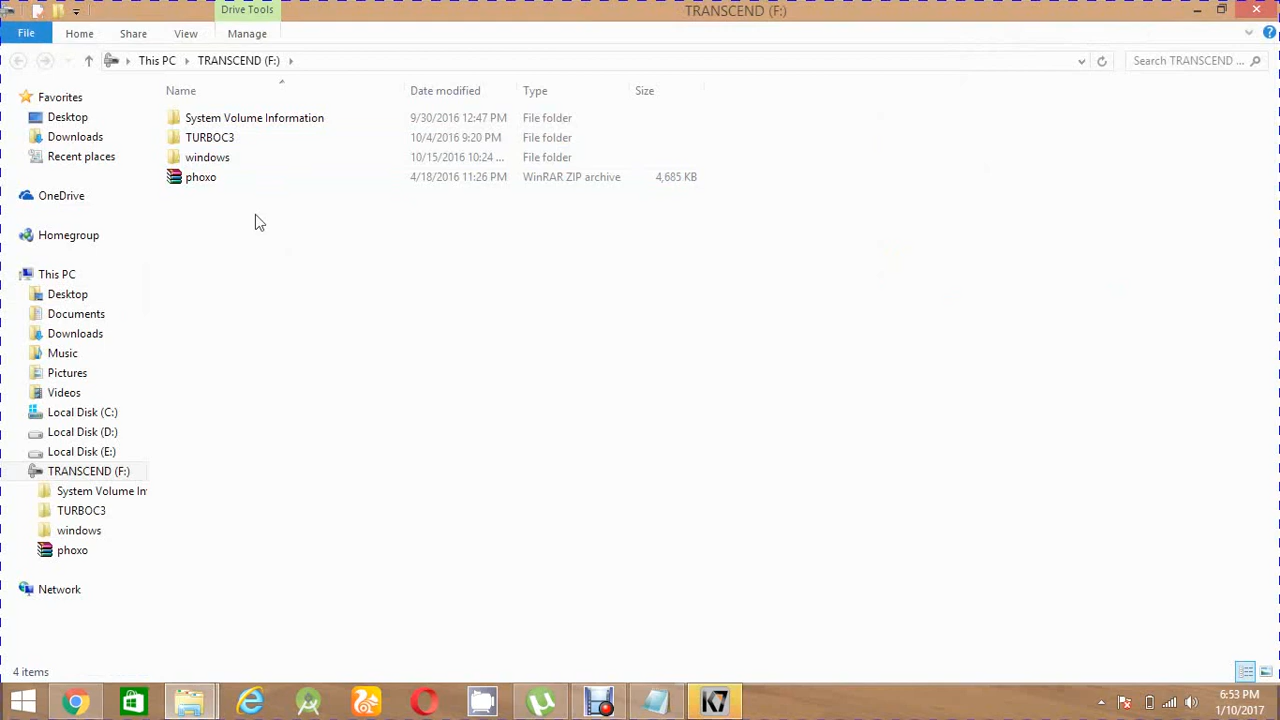 Drive Tools
TRANSCEND (F:)
File Home Share View Manage
This PC TRANSCEND (F:)
Search TRANSCEND ...
Name Date modified Type Size
System Volume Information 9/30/2016 12:47 PM File folder
TURBOC3 10/4/2016 9:20 PM File folder
windows 10/15/2016 10:24 ... File folder
phoxo 4/18/2016 11:26 PM WinRAR ZIP archive 4,685 KB
Favorites
Desktop
Downloads
Recent places
OneDrive
Homegroup
This PC
Desktop
Documents
Downloads
Music
Pictures
Videos
Local Disk (C:)
Local Disk (D:)
Local Disk (E:)
TRANSCEND (F:)
System Volume In
TURBOC3
windows
phoxo
Network
4 items
K7
6:53 PM
1/10/2017